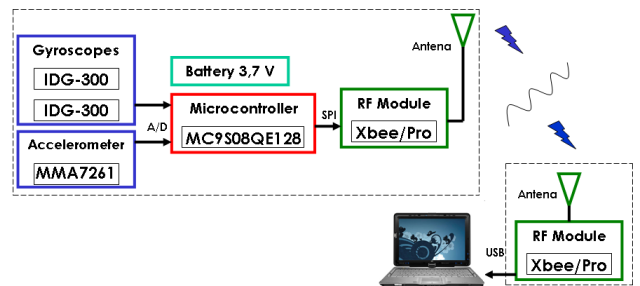 Gyroscopes
IDG-300
IDG-300
Accelerometer
MMA7261
A/D
Battery 3,7 V
Microcontroller
MC9S08QE128
SPI
RF Module
Xbee/Pro
Antena
Antena
RF Module
Xbee/Pro
USB